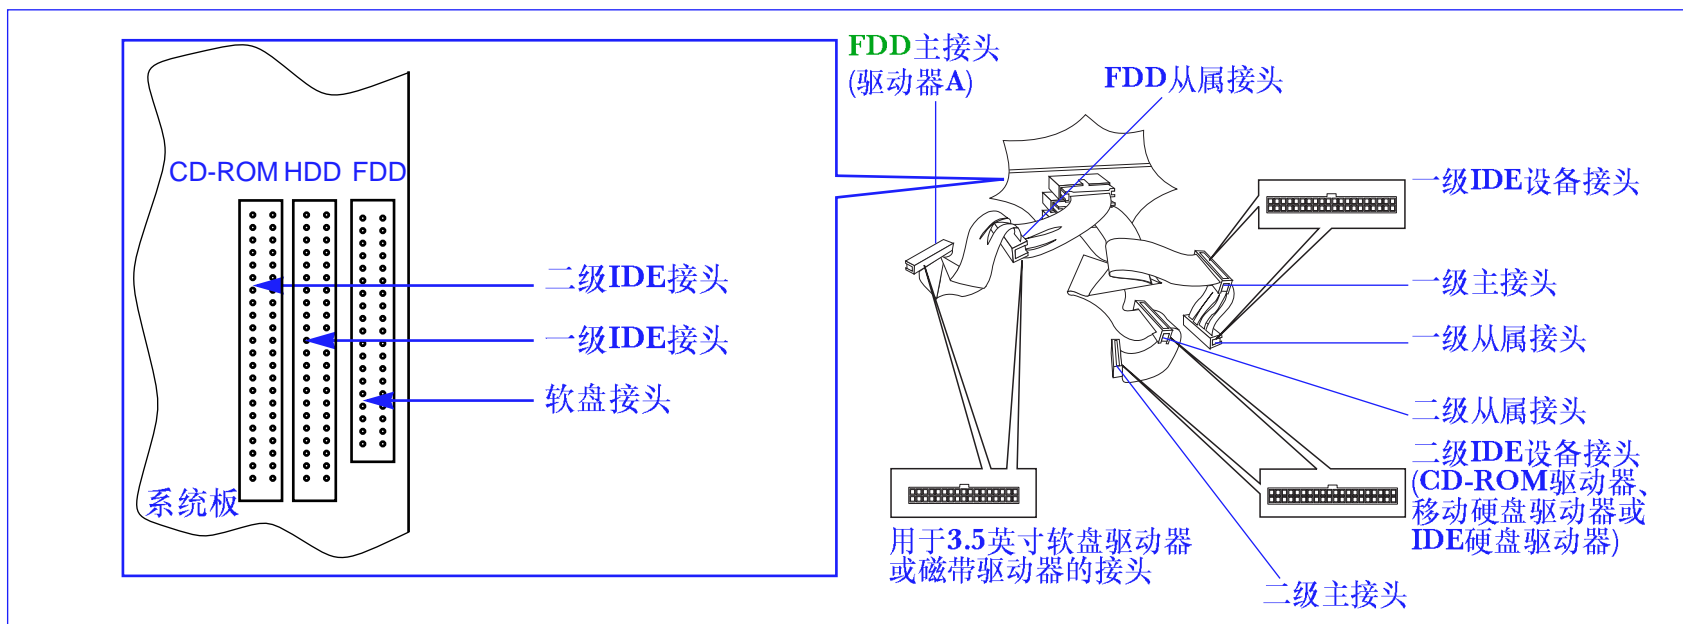 CD-ROM HDD FDD
二级IDE接头
一级IDE接头
软盘接头
系统板
FDD主接头
(驱动器A)
FDD从属接头
一级IDE设备接头
一级主接头
一级从属接头
二级从属接头
二级IDE设备接头
(CD-ROM驱动器、
移动硬盘驱动器或
IDE硬盘驱动器)
二级主接头
用于3.5英寸软盘驱动器
或磁带驱动器的接头